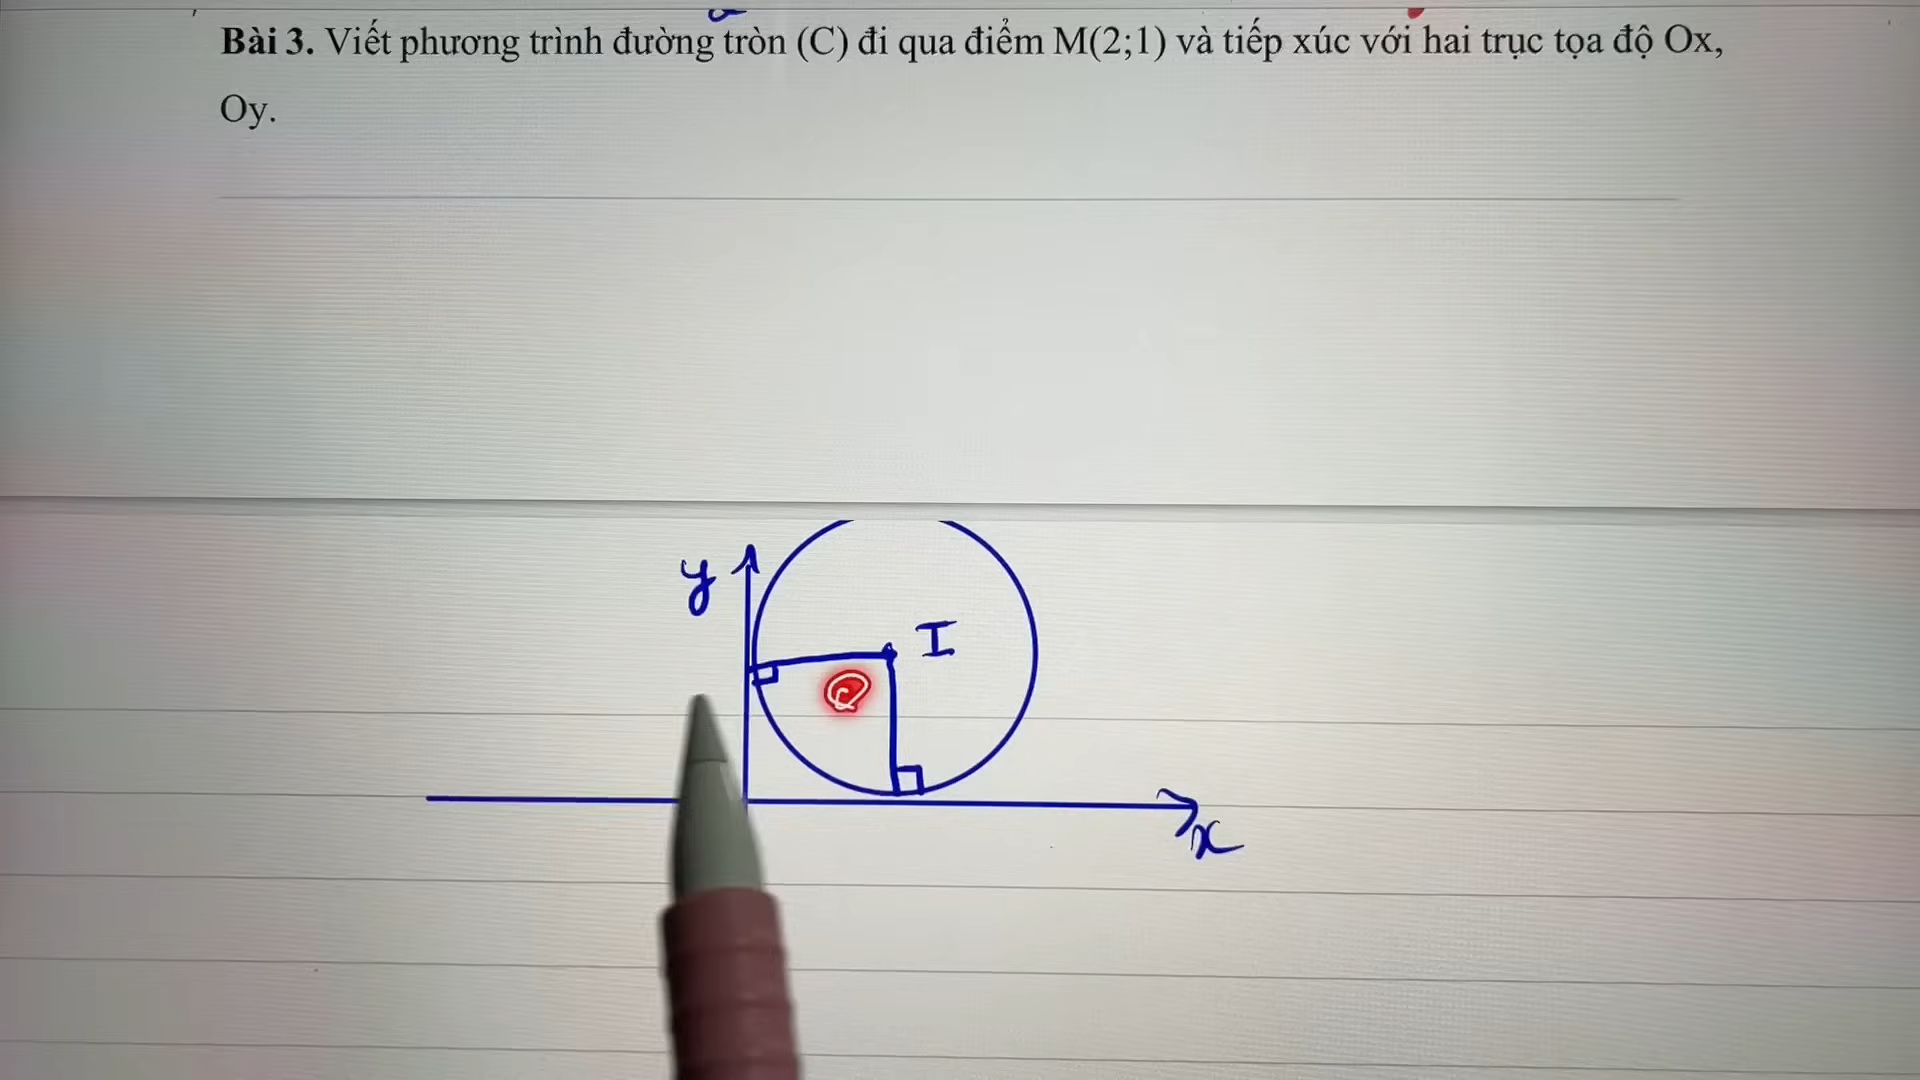 Bài 3. Viết phương trình đường tròn (C) đi qua điểm M(2;1) và tiếp xúc với hai trục tọa độ Ox,
Oy.
y
I
x